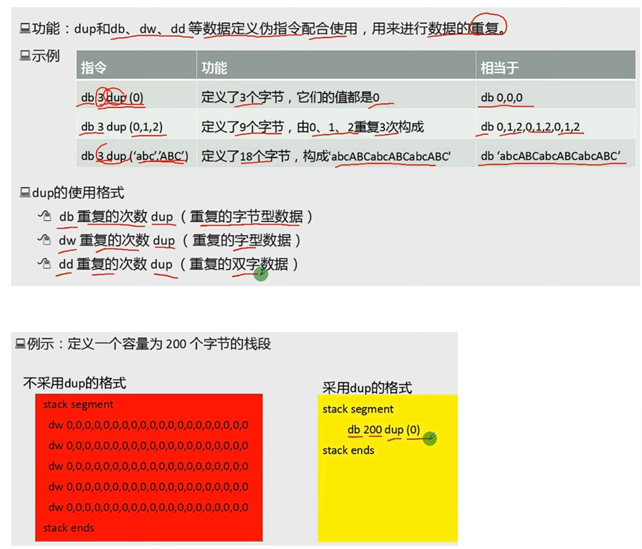 功能：dup和db、dw、dd 等数据定义伪指令配合使用，用来进行数据的重复。
示例
指令 功能 相当于
db 3 dup (0) 定义了3个字节，它们的值都是0 db 0,0,0
db 3 dup (0,1,2) 定义了9个字节，由0、1、2重复3次构成 db 0,1,2,0,1,2,0,1,2
db 3 dup (‘abc’,’ABC’) 定义了18个字节，构成'abcABCabcABCabcABC' db ‘abcABCabcABCabcABC’
dup的使用格式
db 重复的次数 dup （ 重复的字节型数据 ）
dw 重复的次数 dup （ 重复的字型数据 ）
dd 重复的次数 dup （ 重复的双字数据 ）
例示：定义一个容量为 200 个字节的栈段
不采用dup的格式
stack segment
dw 0,0,0,0,0,0,0,0,0,0,0,0,0,0,0,0,0,0,0,0
dw 0,0,0,0,0,0,0,0,0,0,0,0,0,0,0,0,0,0,0,0
dw 0,0,0,0,0,0,0,0,0,0,0,0,0,0,0,0,0,0,0,0
dw 0,0,0,0,0,0,0,0,0,0,0,0,0,0,0,0,0,0,0,0
dw 0,0,0,0,0,0,0,0,0,0,0,0,0,0,0,0,0,0,0,0
stack ends
采用dup的格式
stack segment
db 200 dup (0)
stack ends